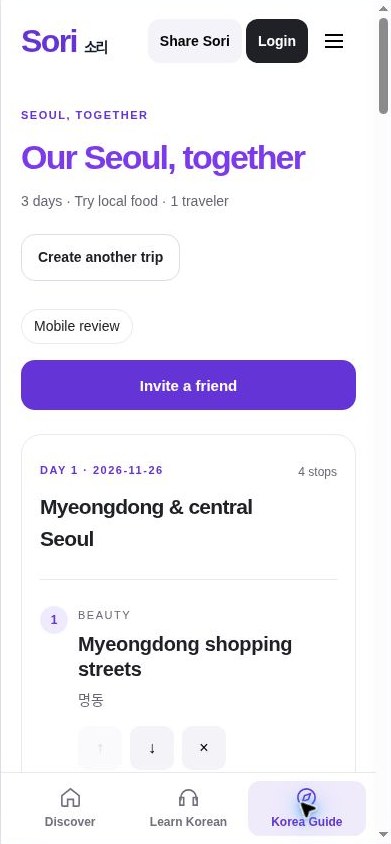 Sori 소리
Share Sori
Login
SEOUL, TOGETHER
Our Seoul, together
3 days · Try local food · 1 traveler
Create another trip
Mobile review
Invite a friend
DAY 1 · 2026-11-26
4 stops
Myeongdong & central
Seoul
1
BEAUTY
Myeongdong shopping
streets
명동
↑ ↓ ×
Discover
Learn Korean
Korea Guide